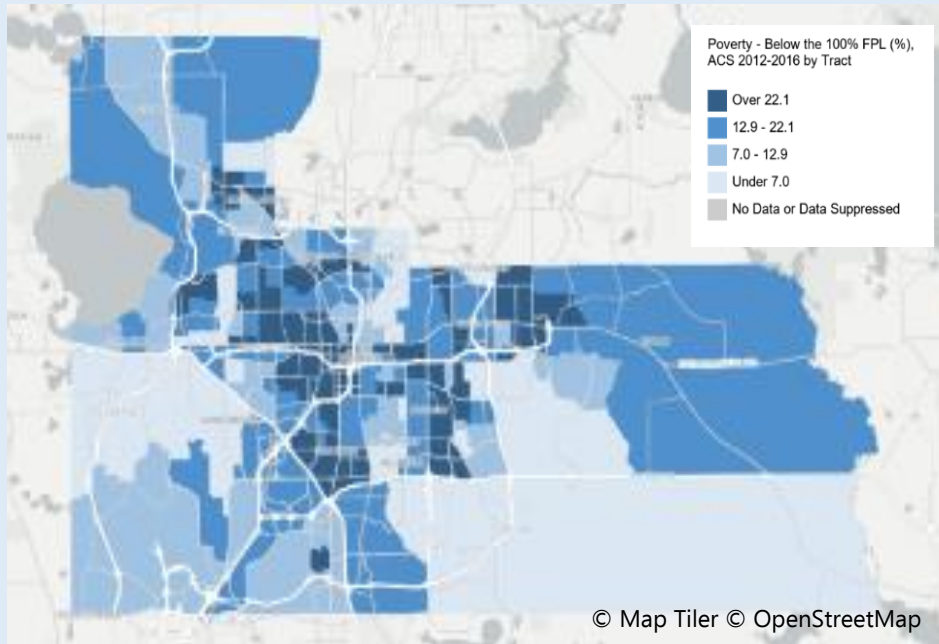 Poverty - Below the 100% FPL (%),
ACS 2012-2016 by Tract
Over 22.1
12.9 - 22.1
7.0 - 12.9
Under 7.0
No Data or Data Suppressed
© Map Tiler © OpenStreetMap